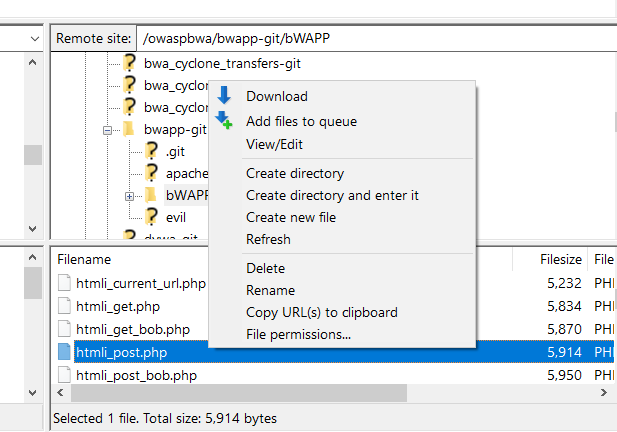 Remote site: /owaspbwa/bwapp-git/bWAPP
bwa_cyclone_transfers-git
bwa_cyclon
bwa_cyclon
bwapp-git
.git
apache
bWAPP
evil
Download
Add files to queue
View/Edit
Create directory
Create directory and enter it
Create new file
Refresh
Delete
Rename
Copy URL(s) to clipboard
File permissions...
Filename Filesize File
htmli_current_url.php 5,232 PH
htmli_get.php 5,834 PH
htmli_get_bob.php 5,870 PH
htmli_post.php 5,914 PH
htmli_post_bob.php 5,950 PH
Selected 1 file. Total size: 5,914 bytes